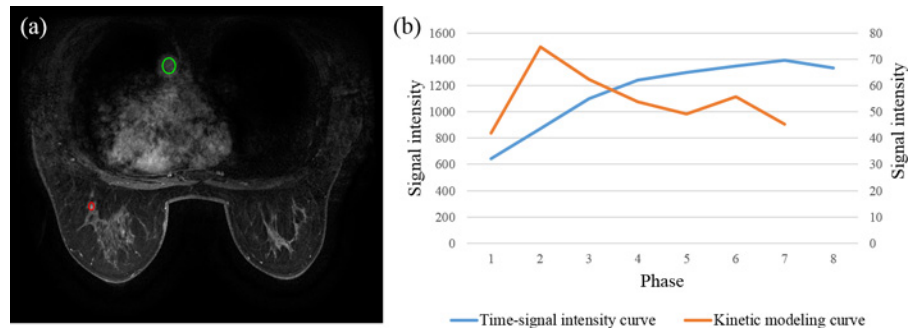 (a)
(b)
1600
1400
1200
1000
800
600
400
200
0
Signal intensity
80
70
60
50
40
30
20
10
0
Signal intensity
1 2 3 4 5 6 7 8
Phase
Time-signal intensity curve Kinetic modeling curve